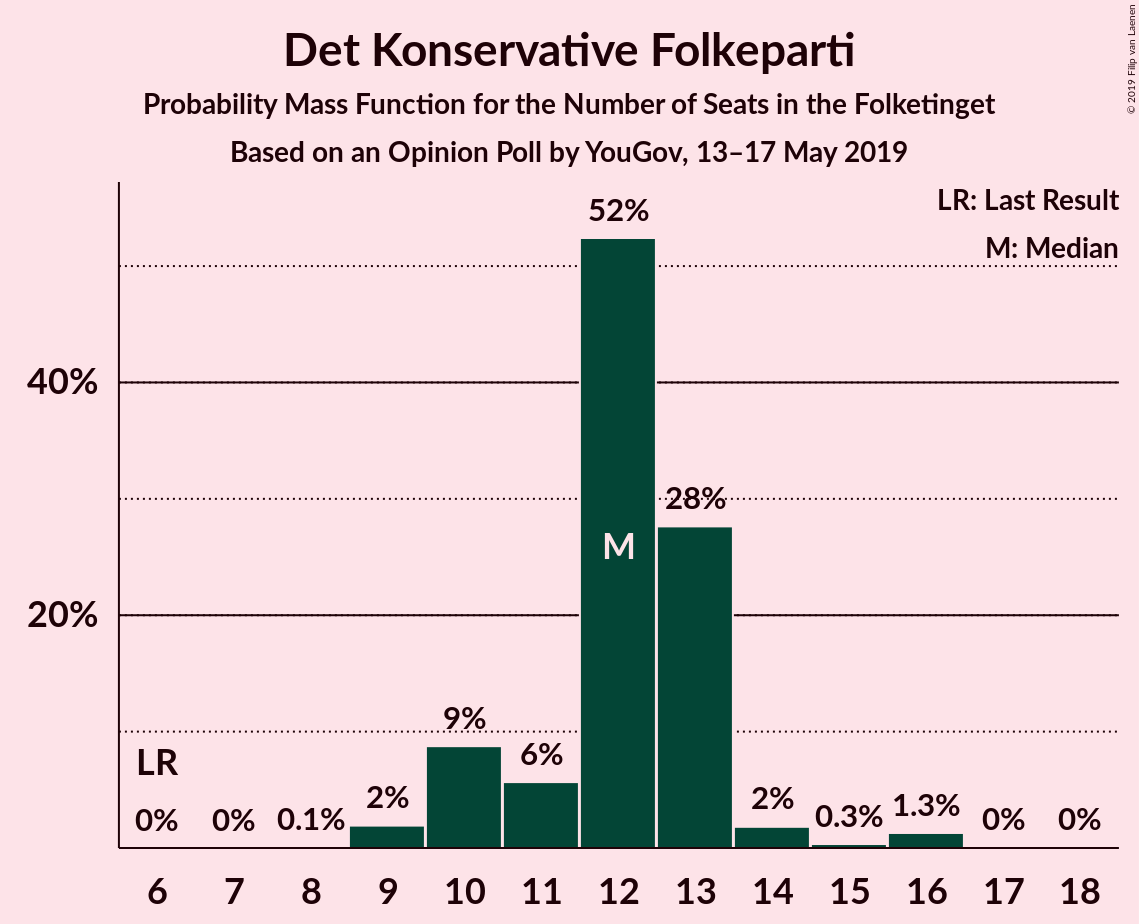 Det Konservative Folkeparti
Probability Mass Function for the Number of Seats in the Folketinget
Based on an Opinion Poll by YouGov, 13–17 May 2019
© 2019 Filip van Laenen
LR: Last Result
M: Median
52%
40%
28%
M
20%
9%
6%
LR
2%
2%
1.3%
0.3%
0%
0%
0.1%
0%
0%
6 7 8 9 10 11 12 13 14 15 16 17 18